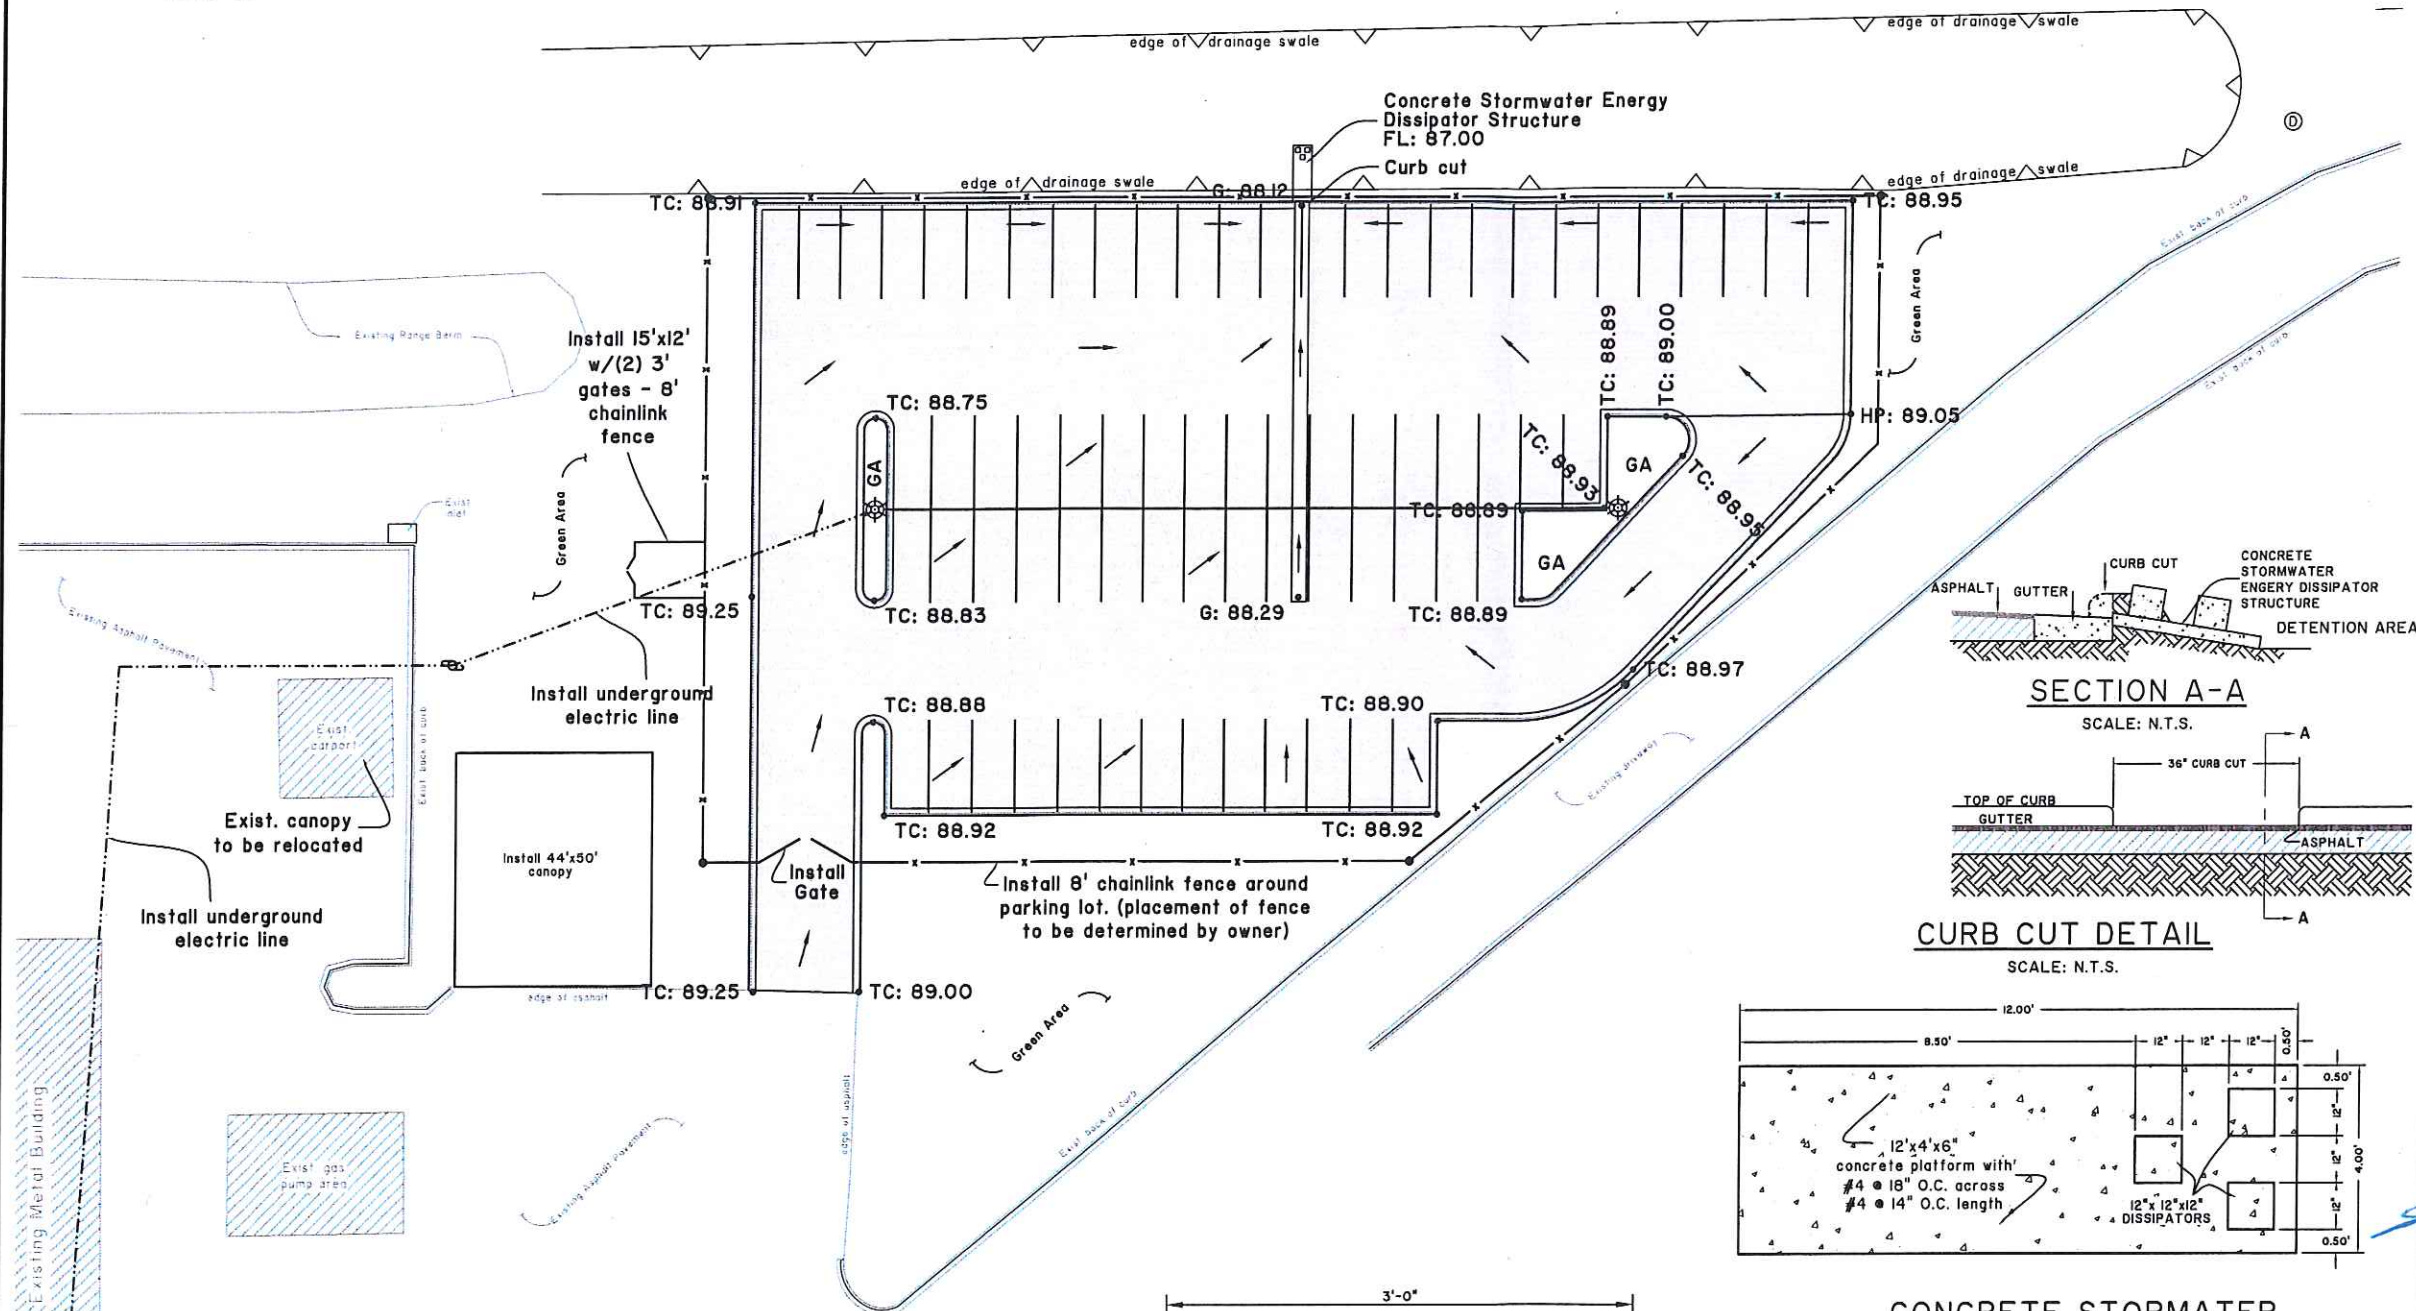 edge of drainage swale
edge of drainage swale
Concrete Stormwater Energy
Dissipator Structure
FL: 87.00
Curb cut
D
edge of drainage swale
G: 88.12
edge of drainage swale
TC: 88.91
TC: 88.95
Exist back of curb
Green Area
Existing Range Berm
Install 15'x12'
w/(2) 3'
gates - 8'
chainlink
fence
TC: 88.89
TC: 89.00
Exist back of curb
TC: 88.75
HP: 89.05
GA
TC: 88.93
GA
TC: 88.95
Exist
inlet
Green Area
TC: 88.89
GA
TC: 89.25
TC: 88.83
G: 88.29
TC: 88.89
Existing Asphalt Pavement
Install underground
electric line
TC: 88.97
TC: 88.88
TC: 88.90
Exist.
carport
Exist back of curb
Existing driveway
Exist. canopy
to be relocated
TC: 88.92
TC: 88.92
Install 44'x50'
canopy
Install
Gate
Install 8' chainlink fence around
parking lot. (placement of fence
to be determined by owner)
Install underground
electric line
edge of asphalt
TC: 89.25
TC: 89.00
Green Area
edge of asphalt
Exist back of curb
Existing Metal Building
Exist gas
pump area
Existing Asphalt Pavement
3'-0"
ASPHALT
GUTTER
CURB CUT
CONCRETE
STORMWATER
ENGERY DISSIPATOR
STRUCTURE
DETENTION AREA
SECTION A-A
SCALE: N.T.S.
A
36" CURB CUT
TOP OF CURB
GUTTER
ASPHALT
A
CURB CUT DETAIL
SCALE: N.T.S.
12.00'
8.50'
12"
12"
12"
0.50'
0.50'
12"
12"
12"
0.50'
4.00'
12'x4'x6"
concrete platform with
#4 @ 18" O.C. across
#4 @ 14" O.C. length
12"x 12"x12"
DISSIPATORS
CONCRETE STORMWATER